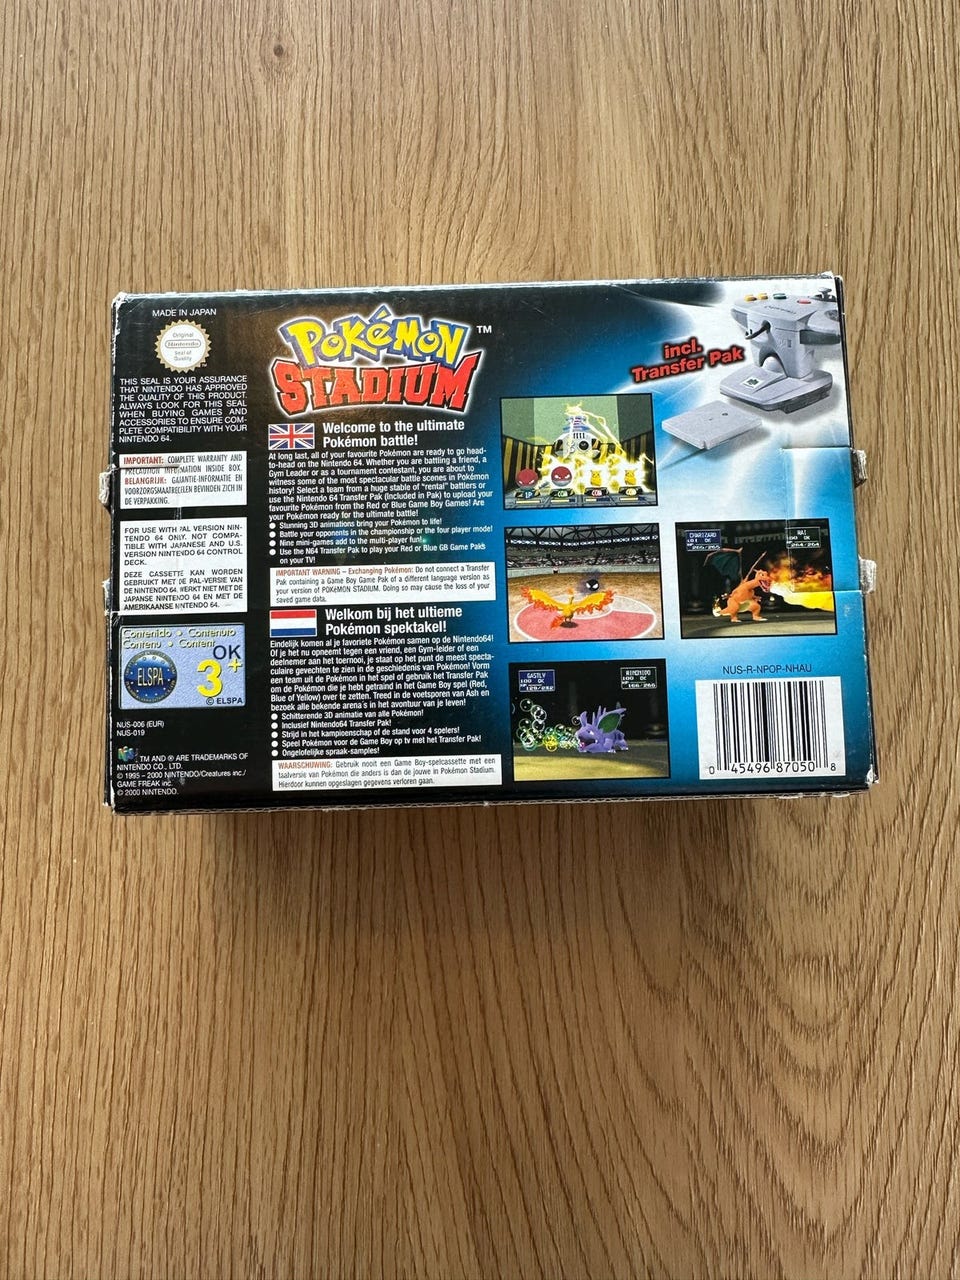 MADE IN JAPAN
Original
Nintendo
Seal of
Quality
THIS SEAL IS YOUR ASSURANCE
THAT NINTENDO HAS APPROVED
THE QUALITY OF THIS PRODUCT.
ALWAYS LOOK FOR THIS SEAL
WHEN BUYING GAMES AND
ACCESSORIES TO ENSURE COM-
PLETE COMPATIBILITY WITH YOUR
NINTENDO 64.
IMPORTANT: COMPLETE WARRANTY AND
PRECAUTION INFORMATION INSIDE BOX.
BELANGRIJK: GARANTIE-INFORMATIE EN
VOORZORGSMAATREGELEN BEVINDEN ZICH IN
DE VERPAKKING.
FOR USE WITH PAL VERSION NIN-
TENDO 64 ONLY. NOT COMPA-
TIBLE WITH JAPANESE AND U.S.
VERSION NINTENDO 64 CONTROL
DECK.
DEZE CASSETTE KAN WORDEN
GEBRUIKT MET DE PAL-VERSIE VAN
DE NINTENDO 64. WERKT NIET MET DE
JAPANSE NINTENDO 64 EN MET DE
AMERIKAANSE NINTENDO 64.
Contenido • Contenuto
Contenu • Content
ELSPA
OK
3+
© ELSPA
NUS-006 (EUR)
NUS-019
TM AND ® ARE TRADEMARKS OF
NINTENDO CO., LTD.
© 1995 - 2000 NINTENDO/Creatures inc./
GAME FREAK inc.
© 2000 NINTENDO.
POKéMON ™
STADIUM
Welcome to the ultimate
Pokémon battle!
At long last, all of your favourite Pokémon are ready to go head-
to-head on the Nintendo 64. Whether you are battling a friend, a
Gym Leader or as a tournament contestant, you are about to
witness some of the most spectacular battle scenes in Pokémon
history! Select a team from a huge stable of "rental" battlers or
use the Nintendo 64 Transfer Pak (Included in Pak) to upload your
favourite Pokémon from the Red or Blue Game Boy Games! Are
your Pokémon ready for the ultimate battle!
● Stunning 3D animations bring your Pokémon to life!
● Battle your opponents in the championship or the four player mode!
● Nine mini-games add to the multi-player fun!
● Use the N64 Transfer Pak to play your Red or Blue GB Game Paks
on your TV!
IMPORTANT WARNING – Exchanging Pokémon: Do not connect a Transfer
Pak containing a Game Boy Game Pak of a different language version as
your version of POKéMON STADIUM. Doing so may cause the loss of your
saved game data.
Welkom bij het ultieme
Pokémon spektakel!
Eindelijk komen al je favoriete Pokémon samen op de Nintendo64!
Of je het nu opneemt tegen een vriend, een Gym-leider of een
deelnemer aan het toernooi, je staat op het punt de meest specta-
culaire gevechten te zien in de geschiedenis van Pokémon! Vorm
een team uit de Pokémon in het spel of gebruik het Transfer Pak
om de Pokémon die je hebt getraind in het Game Boy spel (Red,
Blue of Yellow) over te zetten. Treed in de voetsporen van Ash en
bezoek alle bekende arena's in het avontuur van je leven!
● Schitterende 3D animatie van alle Pokémon!
● Inclusief Nintendo64 Transfer Pak!
● Strijd in het kampioenschap of de stand voor 4 spelers!
● Speel Pokémon voor de Game Boy op tv met het Transfer Pak!
● Ongelofelijke spraak-samples!
WAARSCHUWING: Gebruik nooit een Game Boy-spelcassette met een
taalversie van Pokémon die anders is dan de jouwe in Pokémon Stadium.
Hierdoor kunnen opgeslagen gegevens verloren gaan.
incl.
Transfer Pak
1P COM COM COM
CHARIZARD
265/265
264/264
GASTLY
100 OK
129/282
NIDORINO
100 OK
166/266
NUS-R-NPOP-NHAU
0 45496 87050 8